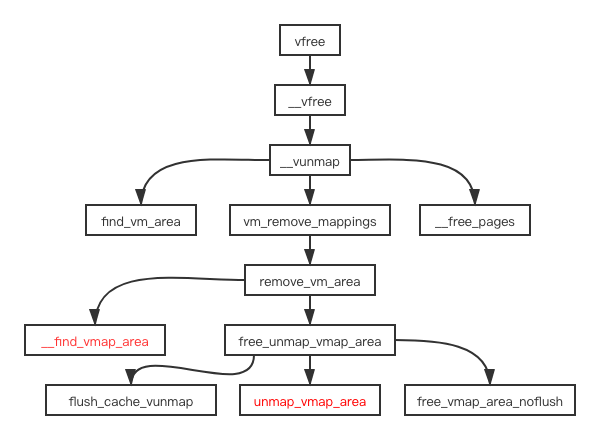 vfree
__vfree
__vunmap
find_vm_area
vm_remove_mappings
__free_pages
remove_vm_area
__find_vmap_area
free_unmap_vmap_area
flush_cache_vunmap
unmap_vmap_area
free_vmap_area_noflush